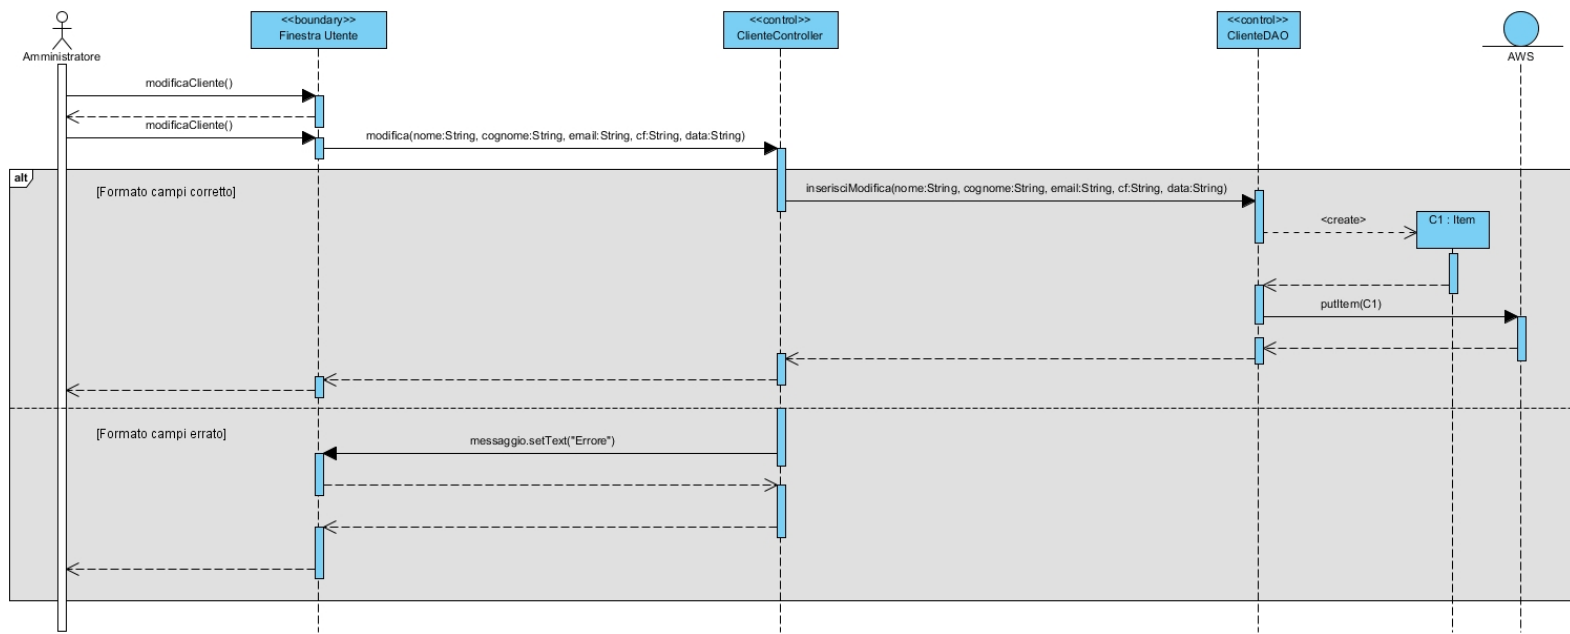 <<boundary>>
Finestra Utente
<<control>>
ClienteController
<<control>>
ClienteDAO
Amministratore
AWS
modificaCliente()
modificaCliente()
modifica(nome:String, cognome:String, email:String, cf:String, data:String)
alt
[Formato campi corretto]
inserisciModifica(nome:String, cognome:String, email:String, cf:String, data:String)
<create>
C1 : Item
putItem(C1)
[Formato campi errato]
messaggio.setText("Errore")